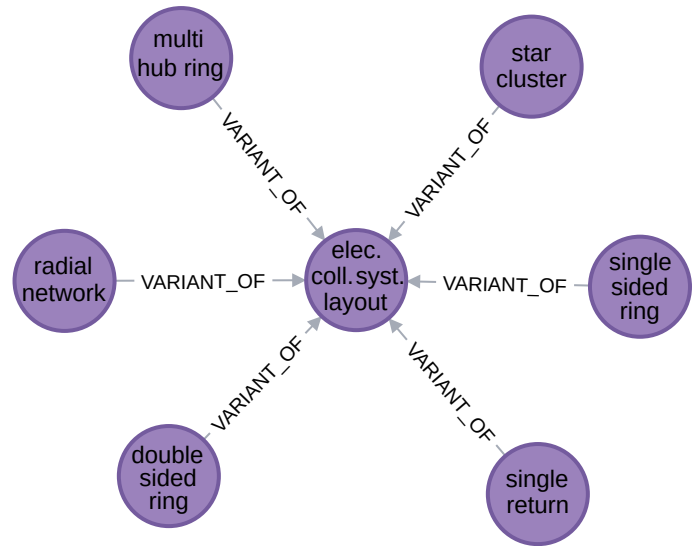 multi
hub ring
star
cluster
VARIANT_OF
VARIANT_OF
radial
network
VARIANT_OF
elec.
coll.syst.
layout
VARIANT_OF
single
sided
ring
VARIANT_OF
VARIANT_OF
double
sided
ring
single
return